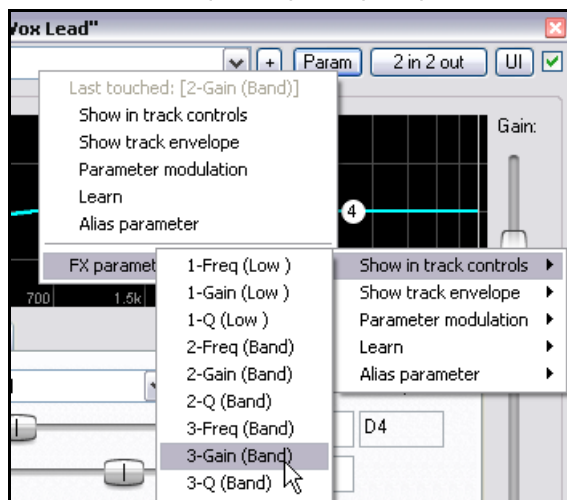 Vox Lead"
+ Param 2 in 2 out UI
Last touched: [2-Gain (Band)]
Show in track controls
Show track envelope
Parameter modulation
Learn
Alias parameter
Gain:
4
FX paramet
700 1.5k
1-Freq (Low )
1-Gain (Low )
1-Q (Low )
2-Freq (Band)
2-Gain (Band)
2-Q (Band)
3-Freq (Band)
3-Gain (Band)
3-Q (Band)
Show in track controls
Show track envelope
Parameter modulation
Learn
Alias parameter
D4